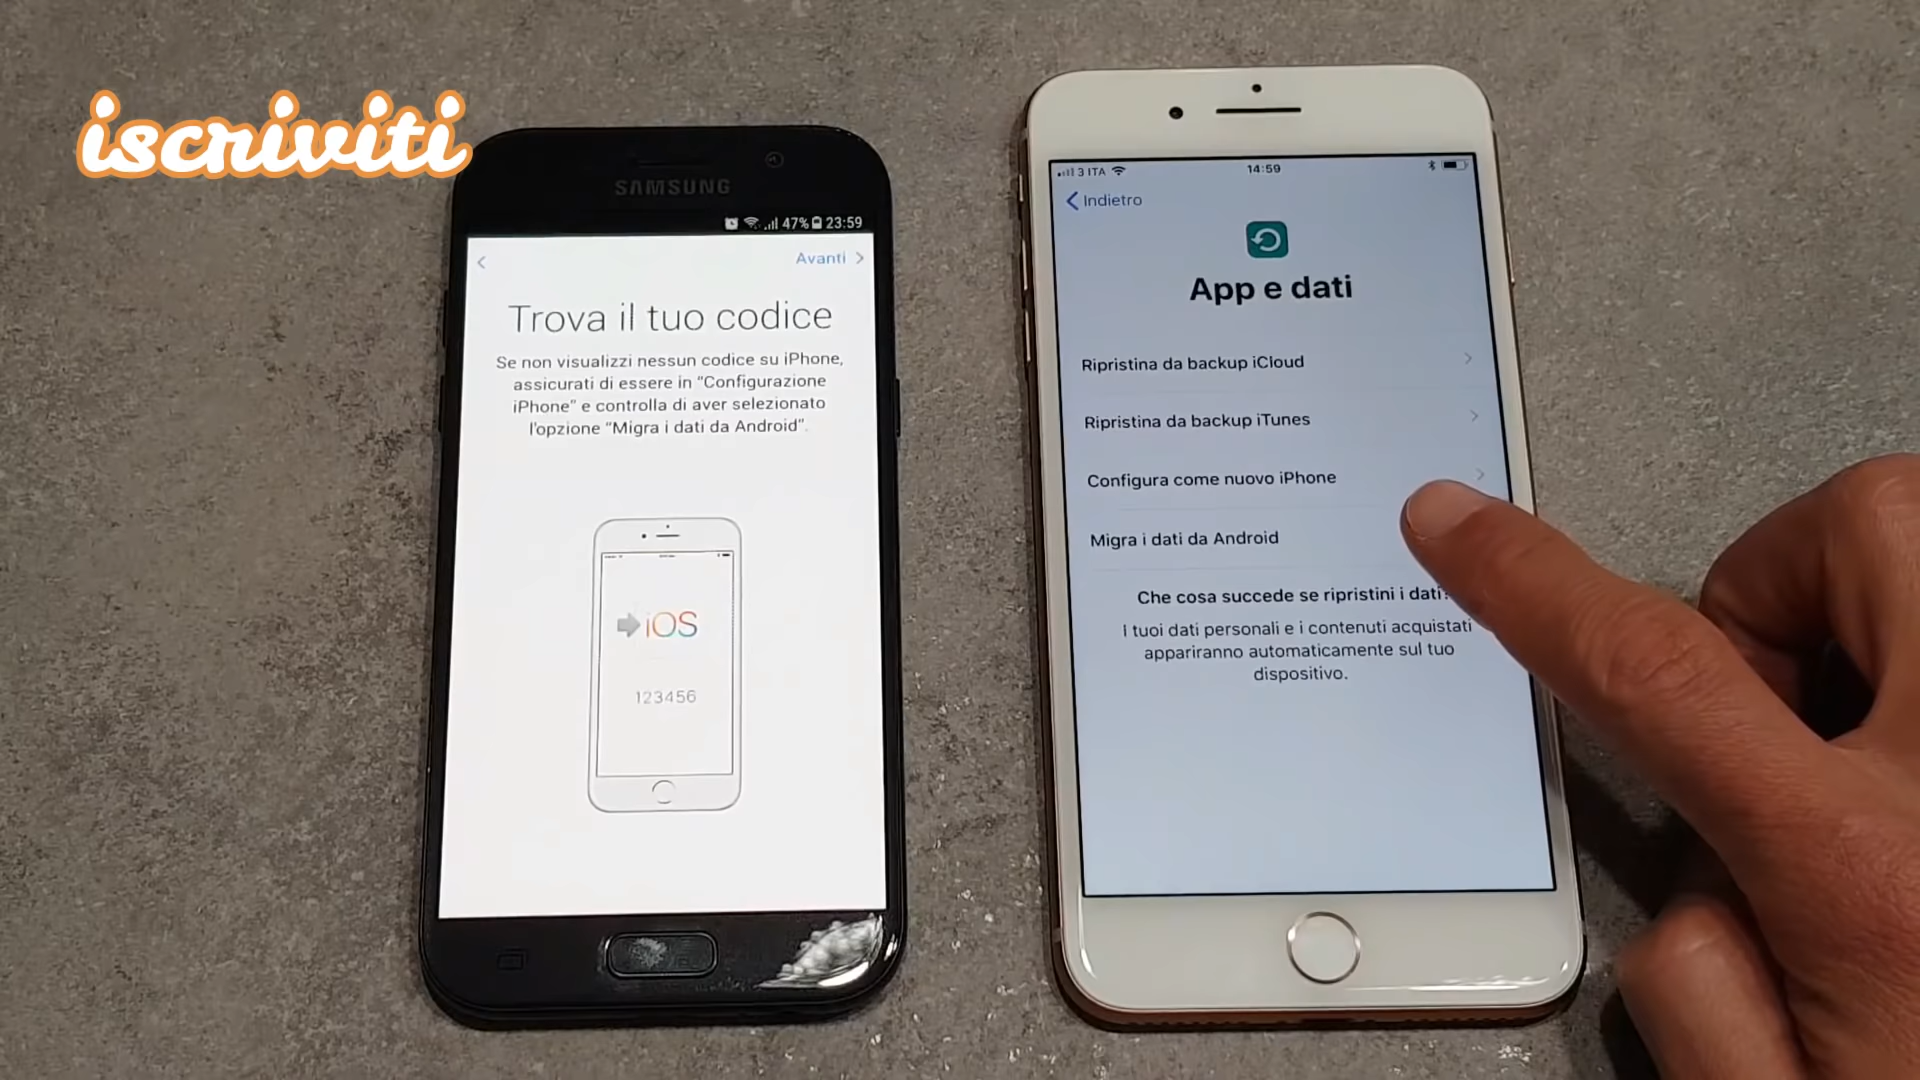 iscriviti
SAMSUNG
47% 23:59
Avanti
Trova il tuo codice
Se non visualizzi nessun codice su iPhone,
assicurati di essere in “Configurazione
iPhone” e controlla di aver selezionato
l'opzione “Migra i dati da Android”.
iOS
123456
3 ITA 14:59
Indietro
App e dati
Ripristina da backup iCloud
Ripristina da backup iTunes
Configura come nuovo iPhone
Migra i dati da Android
Che cosa succede se ripristini i dati?
I tuoi dati personali e i contenuti acquistati
appariranno automaticamente sul tuo
dispositivo.